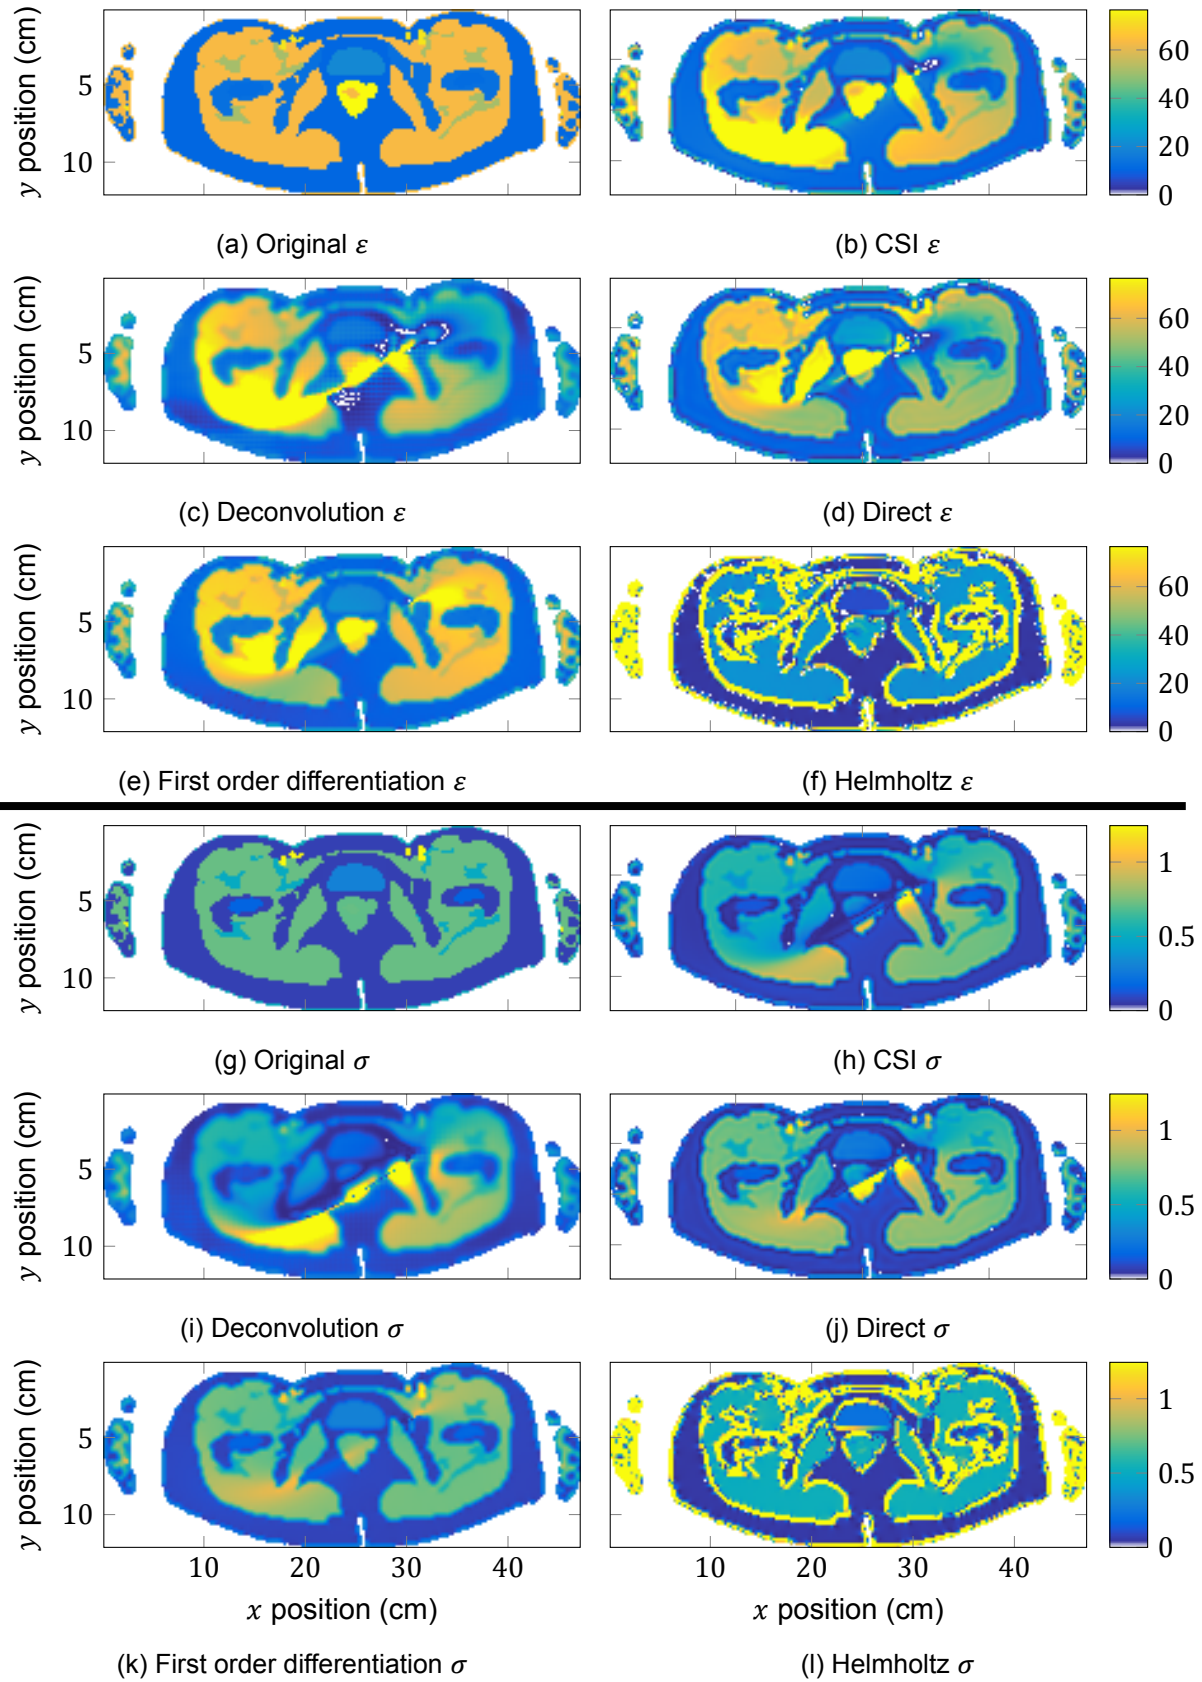 y position (cm)
5
10
60
40
20
0
(a) Original ε
(b) CSI ε
y position (cm)
5
10
60
40
20
0
(c) Deconvolution ε
(d) Direct ε
y position (cm)
5
10
60
40
20
0
(e) First order differentiation ε
(f) Helmholtz ε
y position (cm)
5
10
1
0.5
0
(g) Original σ
(h) CSI σ
y position (cm)
5
10
1
0.5
0
(i) Deconvolution σ
(j) Direct σ
y position (cm)
5
10
1
0.5
0
10 20 30 40
10 20 30 40
x position (cm)
x position (cm)
(k) First order differentiation σ
(l) Helmholtz σ